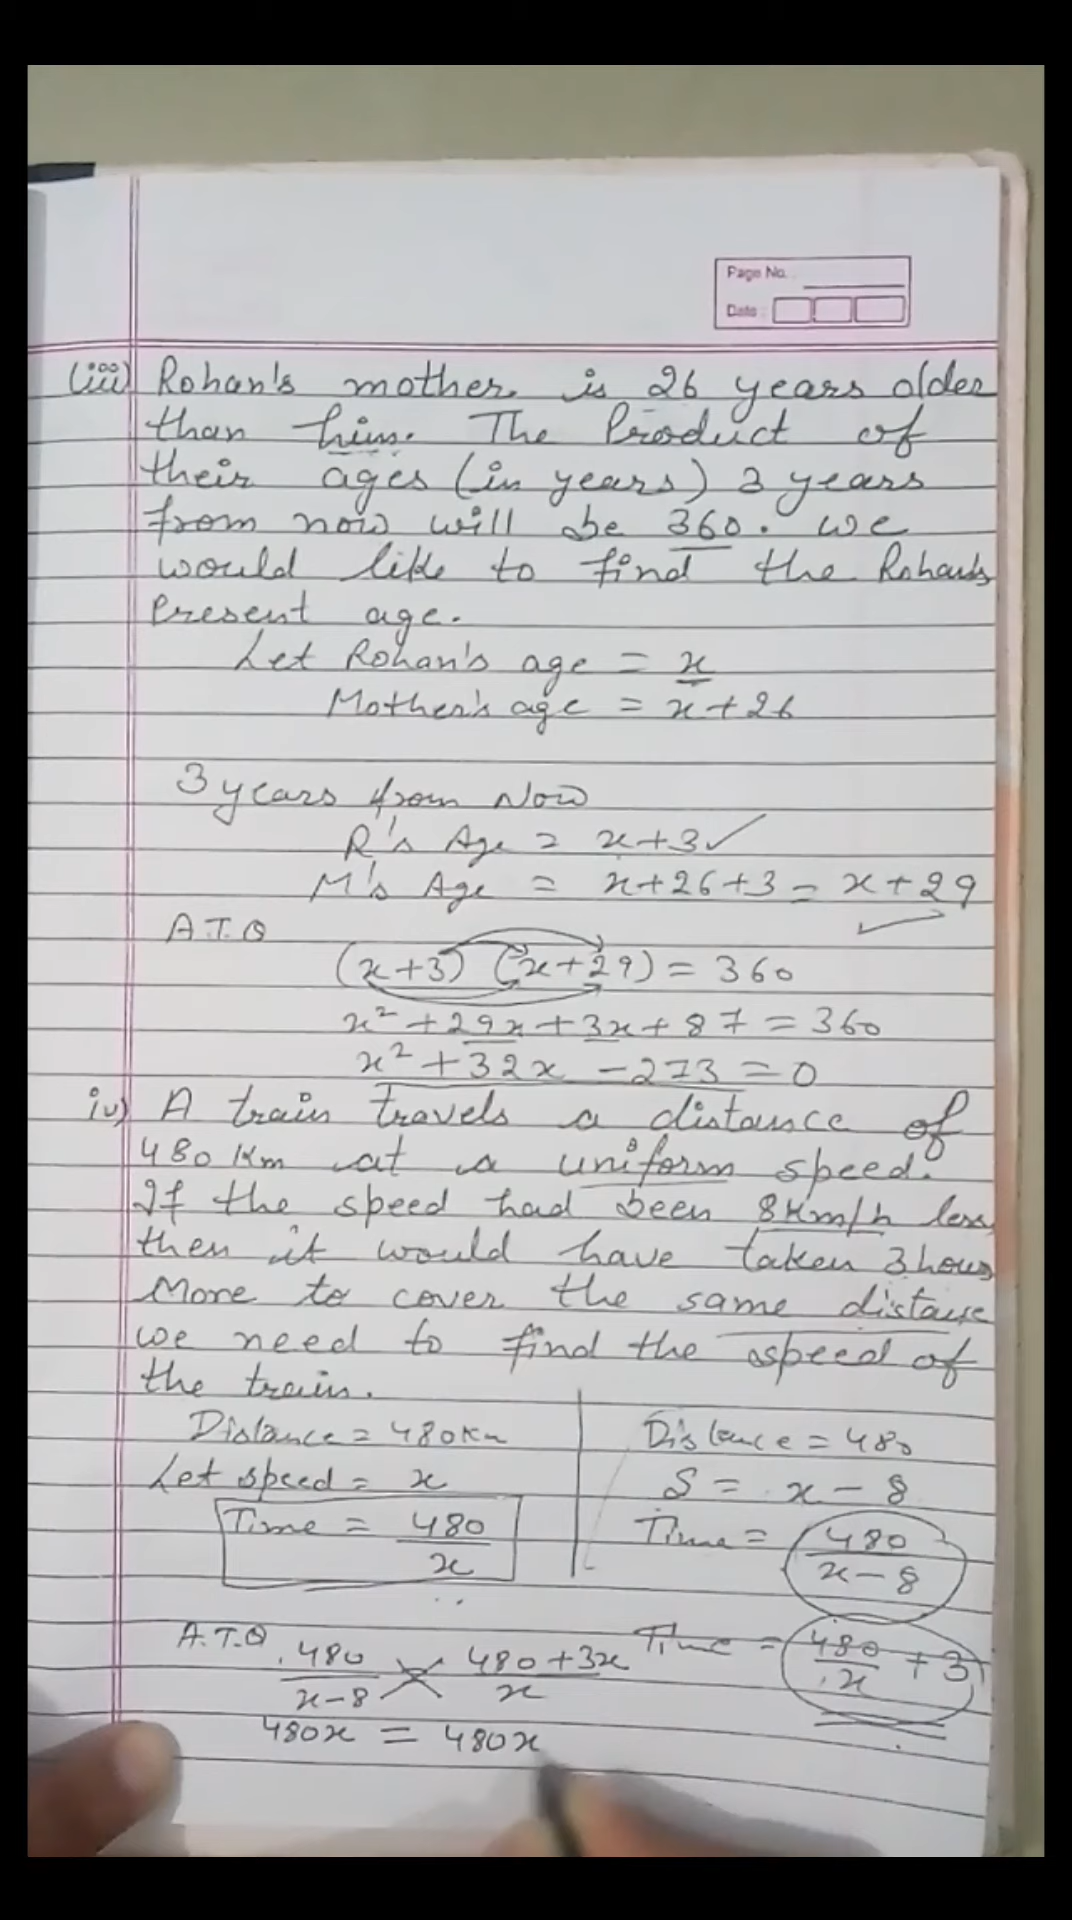 Page No.
Date :
(iii) Rohan's mother is 26 years older
than him. The Product of
their ages (in years) 3 years
from now will be 360. we
would like to find the Rohan's
Present age.
Let Rohan's age = x
Mother's age = x+26
3 years from Now
R's Age = x+3 ✓
M's Age = x+26+3 = x+29
A.T.Q
(x+3) (x+29) = 360
x² + 29x + 3x + 87 = 360
x² + 32x - 273 = 0
iv) A train travels a distance of
480 Km at a uniform speed.
If the speed had been 8 Km/h less
then it would have taken 3 hours
More to cover the same distance
we need to find the speed of
the train.
Distance = 480Km
Let speed = x
Time = 480/x
Distance = 480
S = x - 8
Time = 480/(x-8)
Time = 480/x + 3
A.T.Q
480/(x-8) (480+3x)/x
480x = 480x